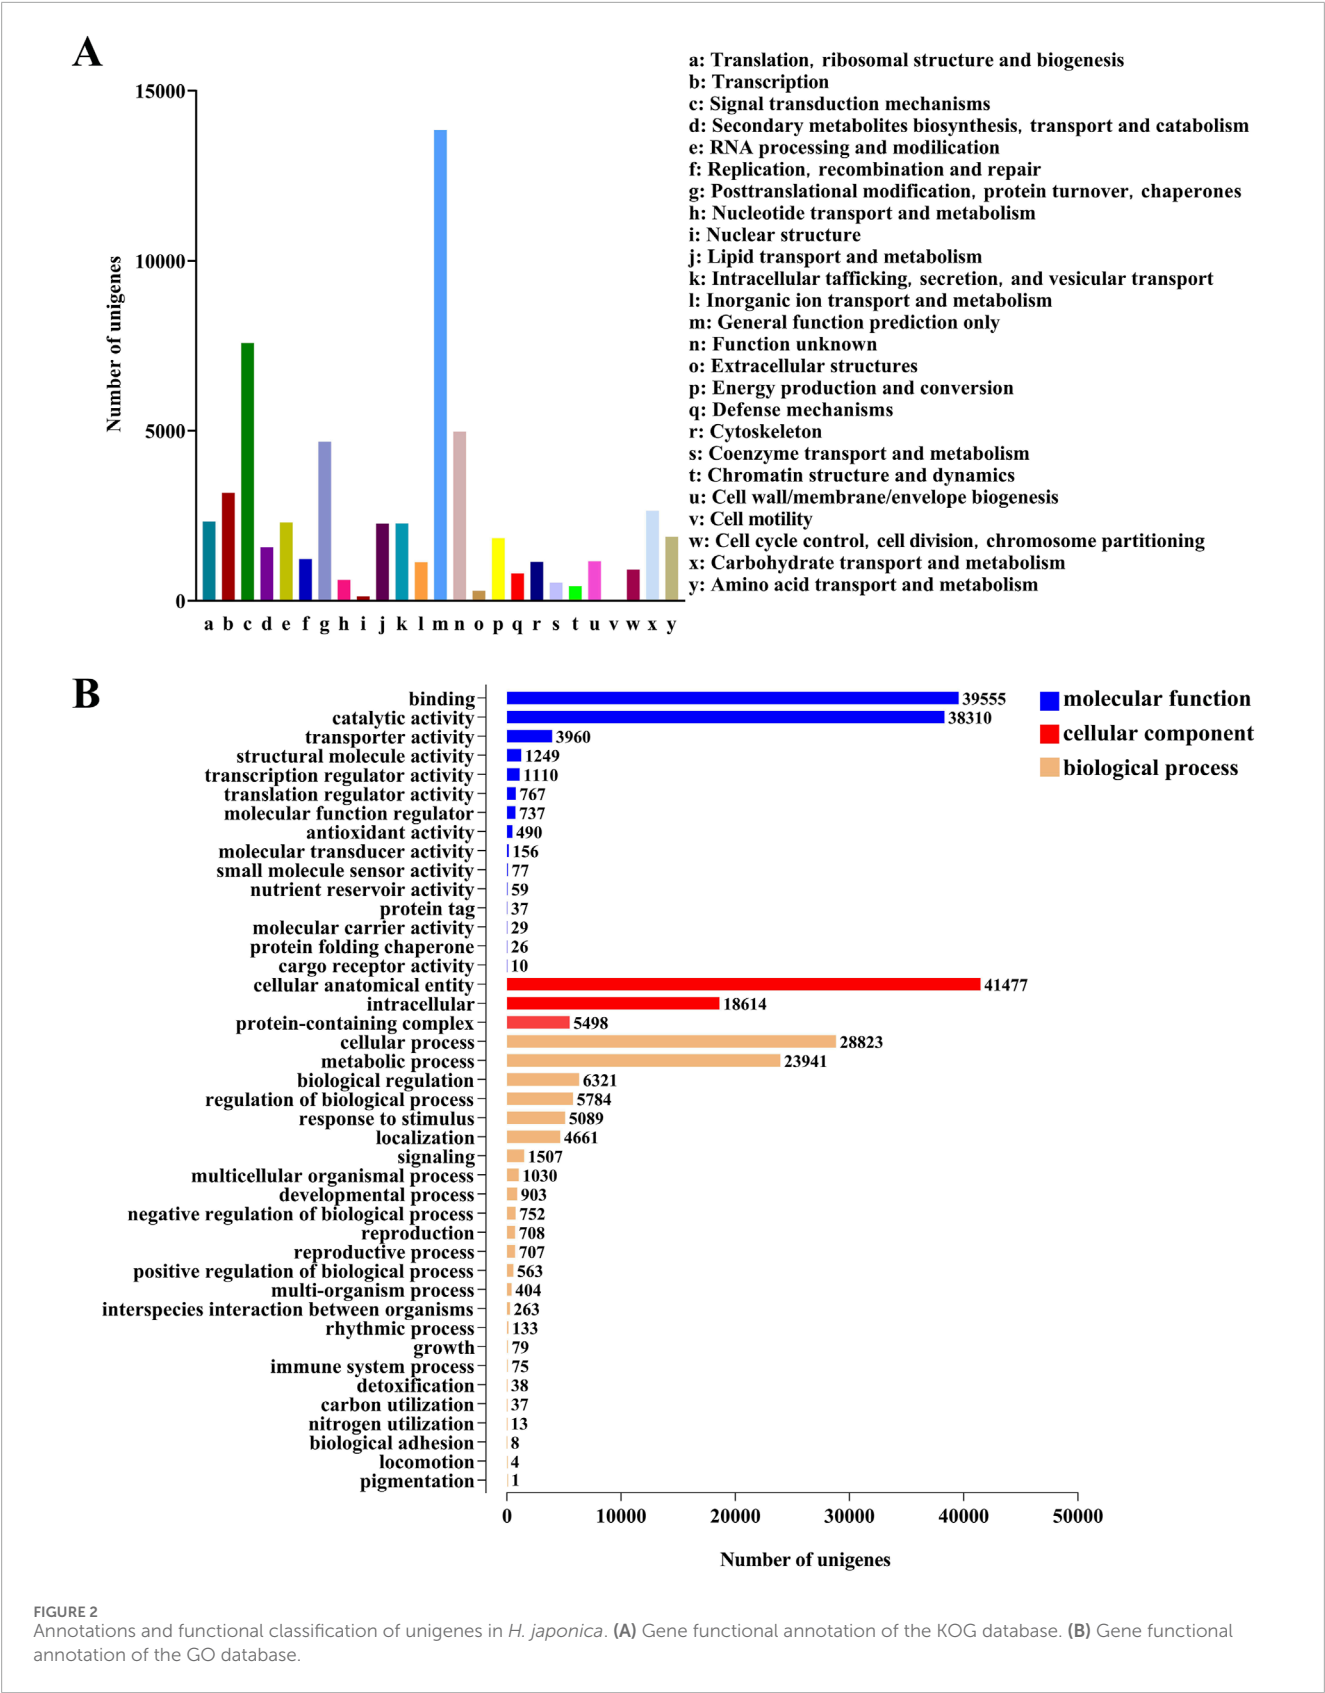 A
a: Translation, ribosomal structure and biogenesis
b: Transcription
c: Signal transduction mechanisms
d: Secondary metabolites biosynthesis, transport and catabolism
e: RNA processing and modilication
f: Replication, recombination and repair
g: Posttranslational modification, protein turnover, chaperones
h: Nucleotide transport and metabolism
i: Nuclear structure
j: Lipid transport and metabolism
k: Intracellular tafficking, secretion, and vesicular transport
l: Inorganic ion transport and metabolism
m: General function prediction only
n: Function unknown
o: Extracellular structures
p: Energy production and conversion
q: Defense mechanisms
r: Cytoskeleton
s: Coenzyme transport and metabolism
t: Chromatin structure and dynamics
u: Cell wall/membrane/envelope biogenesis
v: Cell motility
w: Cell cycle control, cell division, chromosome partitioning
x: Carbohydrate transport and metabolism
y: Amino acid transport and metabolism
Number of unigenes
15000
10000
5000
0
a b c d e f g h i j k l m n o p q r s t u v w x y
B
molecular function
cellular component
biological process
binding 39555
catalytic activity 38310
transporter activity 3960
structural molecule activity 1249
transcription regulator activity 1110
translation regulator activity 767
molecular function regulator 737
antioxidant activity 490
molecular transducer activity 156
small molecule sensor activity 77
nutrient reservoir activity 59
protein tag 37
molecular carrier activity 29
protein folding chaperone 26
cargo receptor activity 10
cellular anatomical entity 41477
intracellular 18614
protein-containing complex 5498
cellular process 28823
metabolic process 23941
biological regulation 6321
regulation of biological process 5784
response to stimulus 5089
localization 4661
signaling 1507
multicellular organismal process 1030
developmental process 903
negative regulation of biological process 752
reproduction 708
reproductive process 707
positive regulation of biological process 563
multi-organism process 404
interspecies interaction between organisms 263
rhythmic process 133
growth 79
immune system process 75
detoxification 38
carbon utilization 37
nitrogen utilization 13
biological adhesion 8
locomotion 4
pigmentation 1
0 10000 20000 30000 40000 50000
Number of unigenes
FIGURE 2
Annotations and functional classification of unigenes in H. japonica. (A) Gene functional annotation of the KOG database. (B) Gene functional
annotation of the GO database.